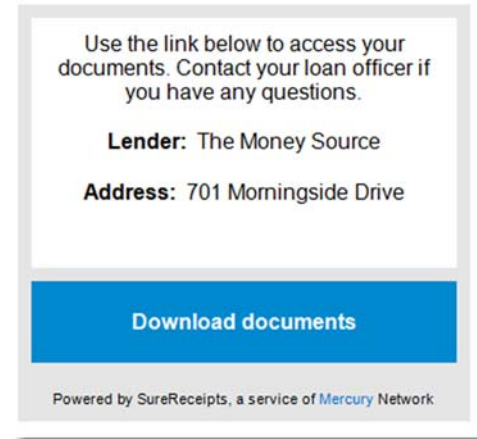 Use the link below to access your
documents. Contact your loan officer if
you have any questions.
Lender: The Money Source
Address: 701 Morningside Drive
Download documents
Powered by SureReceipts, a service of Mercury Network